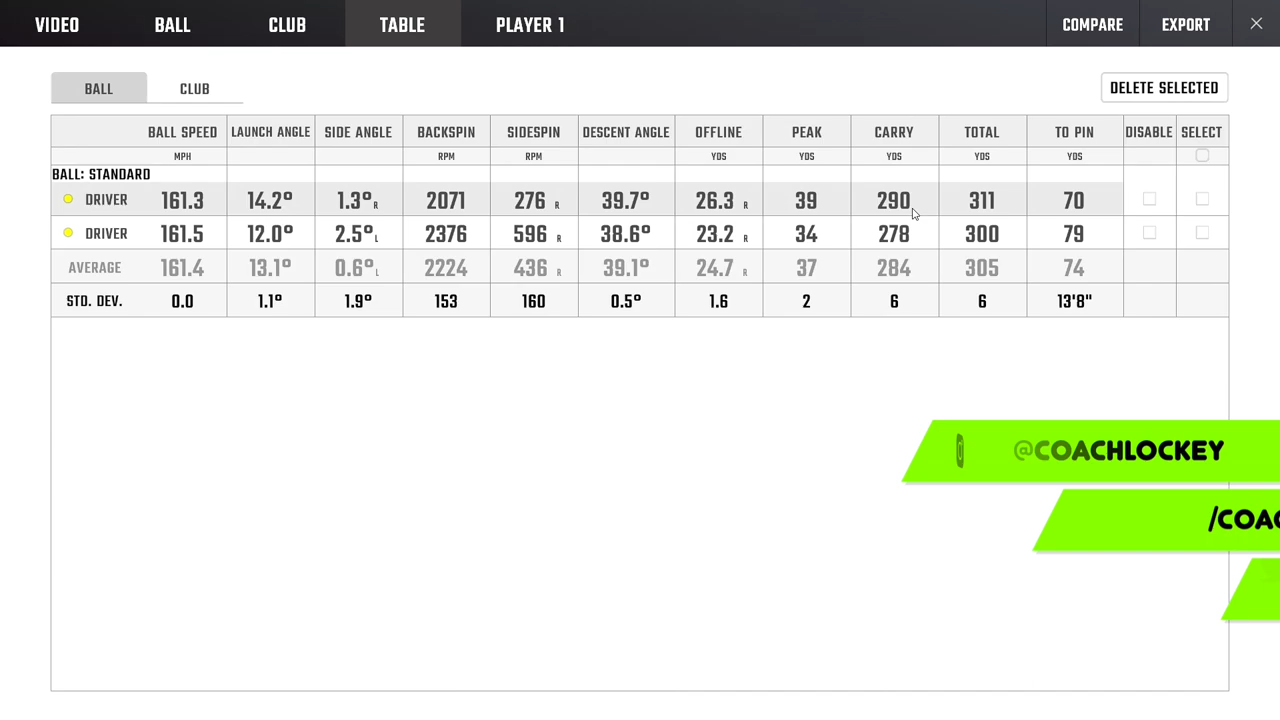 VIDEO BALL CLUB TABLE PLAYER 1 COMPARE EXPORT
BALL CLUB DELETE SELECTED
BALL SPEED LAUNCH ANGLE SIDE ANGLE BACKSPIN SIDESPIN DESCENT ANGLE OFFLINE PEAK CARRY TOTAL TO PIN DISABLE SELECT
MPH RPM RPM YDS YDS YDS YDS YDS
BALL: STANDARD
DRIVER 161.3 14.2° 1.3° R 2071 276 R 39.7° 26.3 R 39 290 311 70
DRIVER 161.5 12.0° 2.5° L 2376 596 R 38.6° 23.2 R 34 278 300 79
AVERAGE 161.4 13.1° 0.6° L 2224 436 R 39.1° 24.7 R 37 284 305 74
STD. DEV. 0.0 1.1° 1.9° 153 160 0.5° 1.6 2 6 6 13'8"
@COACHLOCKEY
/COAC